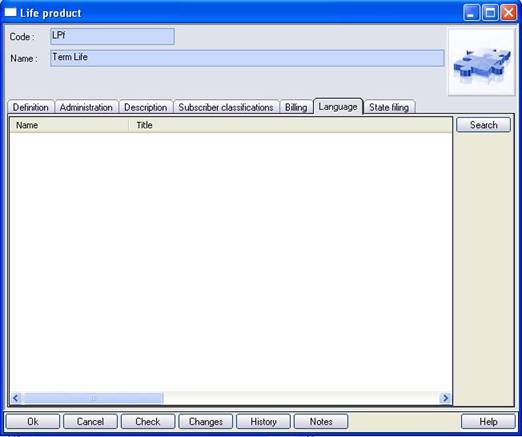 Life product
Code : LPf
Name : Term Life
Definition Administration Description Subscriber classifications Billing Language State filing
Name Title Search
Ok Cancel Check Changes History Notes Help